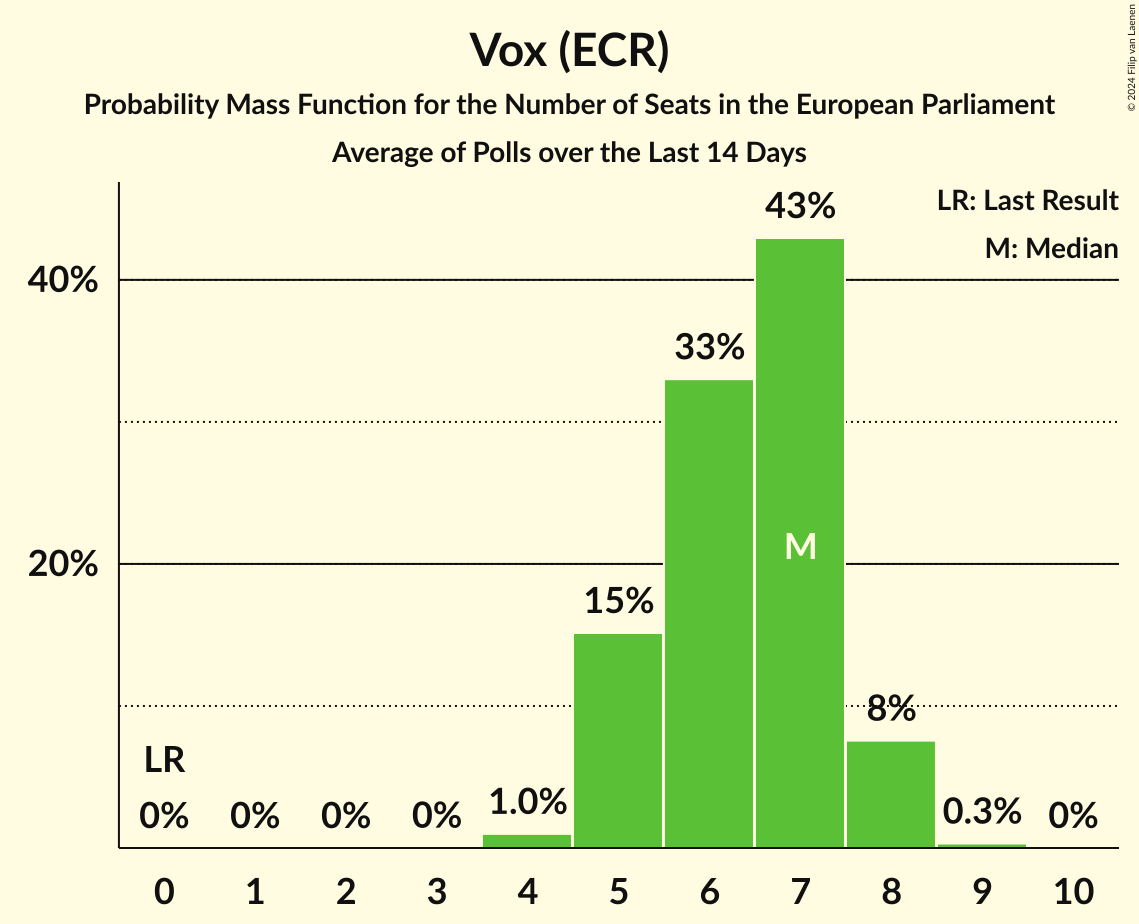 Vox (ECR)
Probability Mass Function for the Number of Seats in the European Parliament
Average of Polls over the Last 14 Days
© 2024 Filip van Laenen
LR: Last Result
M: Median
43%
40%
33%
M
20%
15%
8%
LR
0% 0% 0% 0% 1.0% 0.3% 0%
0 1 2 3 4 5 6 7 8 9 10